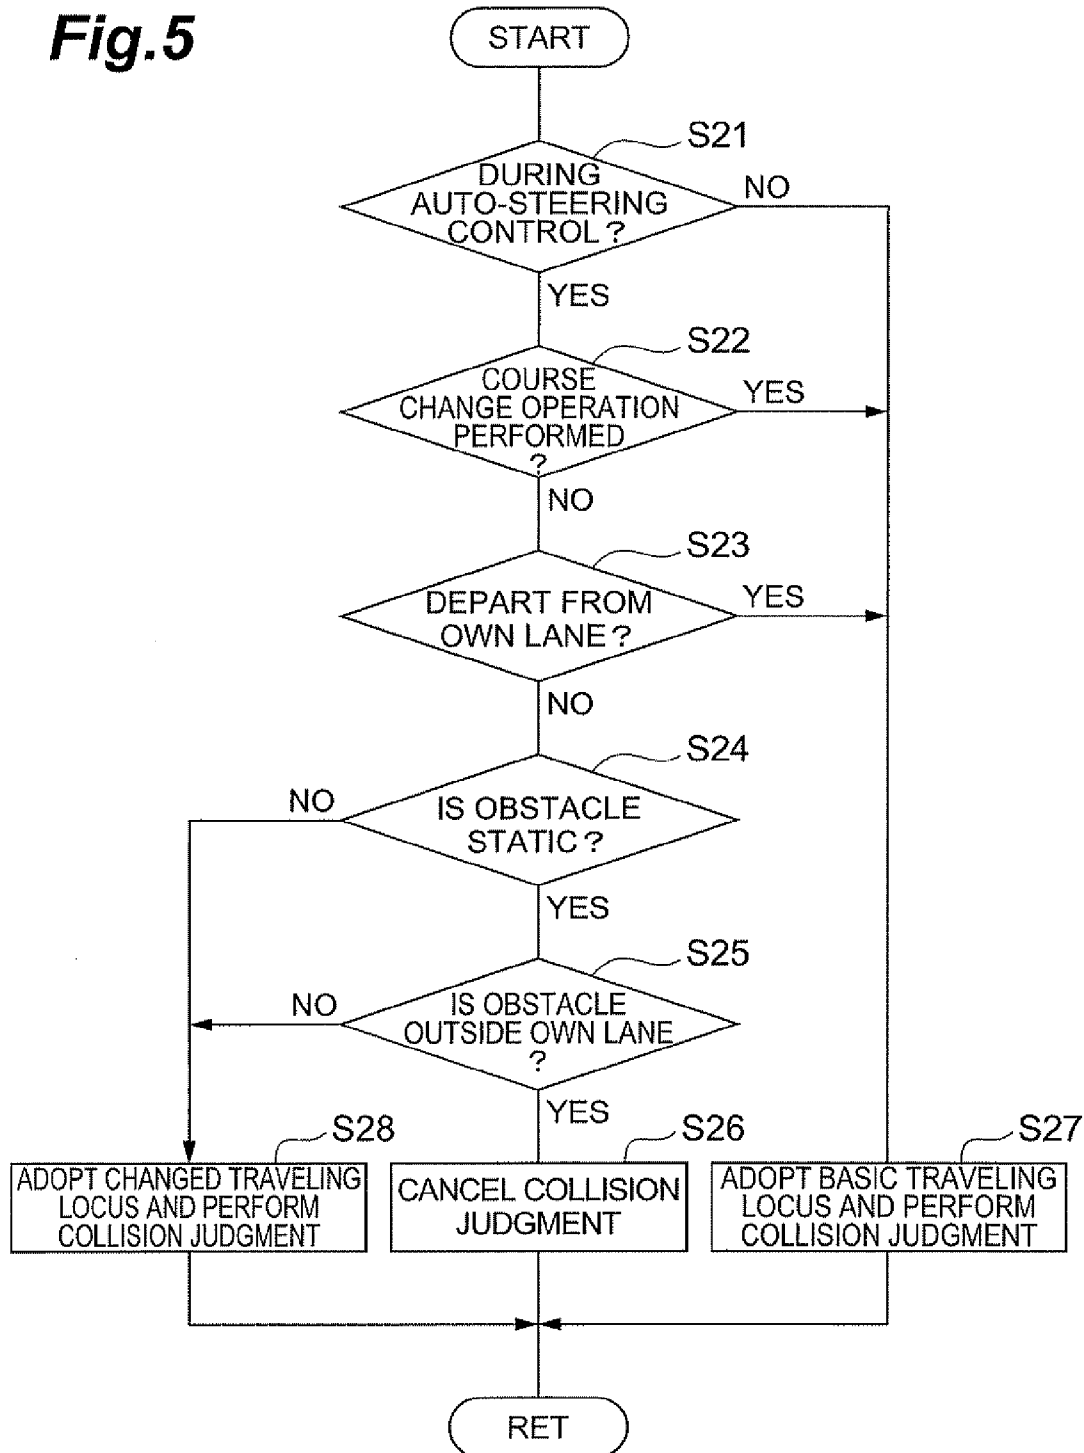 Fig.5
START
S21
DURING
AUTO-STEERING
CONTROL?
NO
YES
S22
COURSE
CHANGE OPERATION
PERFORMED
?
YES
NO
S23
DEPART FROM
OWN LANE?
YES
NO
S24
IS OBSTACLE
STATIC?
NO
YES
S25
IS OBSTACLE
OUTSIDE OWN LANE
?
NO
YES
S28
ADOPT CHANGED TRAVELING
LOCUS AND PERFORM
COLLISION JUDGMENT
S26
CANCEL COLLISION
JUDGMENT
S27
ADOPT BASIC TRAVELING
LOCUS AND PERFORM
COLLISION JUDGMENT
RET